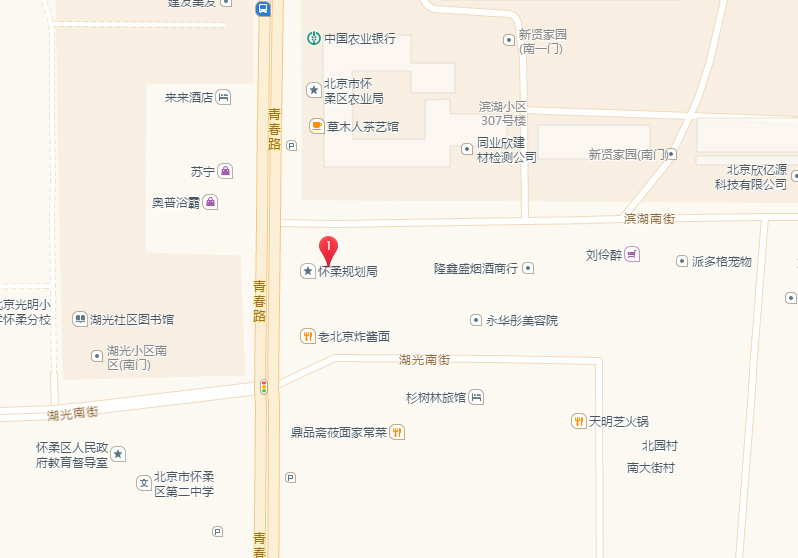 建发美发
中国农业银行
新贤家园
(南一门)
北京市怀
柔区农业局
来来酒店
滨湖小区
307号楼
青春路
草木人茶艺馆
P
同业欣建
材检测公司
新贤家园(南门)
苏宁
北京欣亿源
科技有限公司
奥普浴霸
滨湖南街
1
刘伶醉
派多格宠物
怀柔规划局
隆鑫盛烟酒商行
青春路
北京光明小
学怀柔分校
湖光社区图书馆
永华彤美容院
老北京炸酱面
湖光小区南
区(南门)
湖光南街
杉树林旅馆
湖光南街
天明芝火锅
鼎品斋莜面家常菜
怀柔区人民政
府教育督导室
北园村
南大街村
文
北京市怀柔
区第二中学
P
P
青春